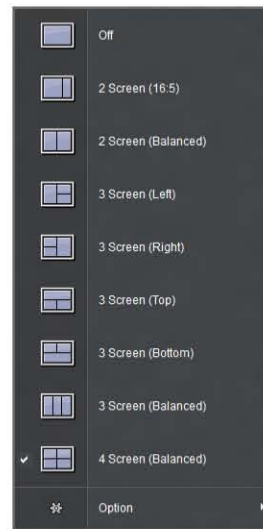 Off
2 Screen (16:5)
2 Screen (Balanced)
3 Screen (Left)
3 Screen (Right)
3 Screen (Top)
3 Screen (Bottom)
3 Screen (Balanced)
4 Screen (Balanced)
Option